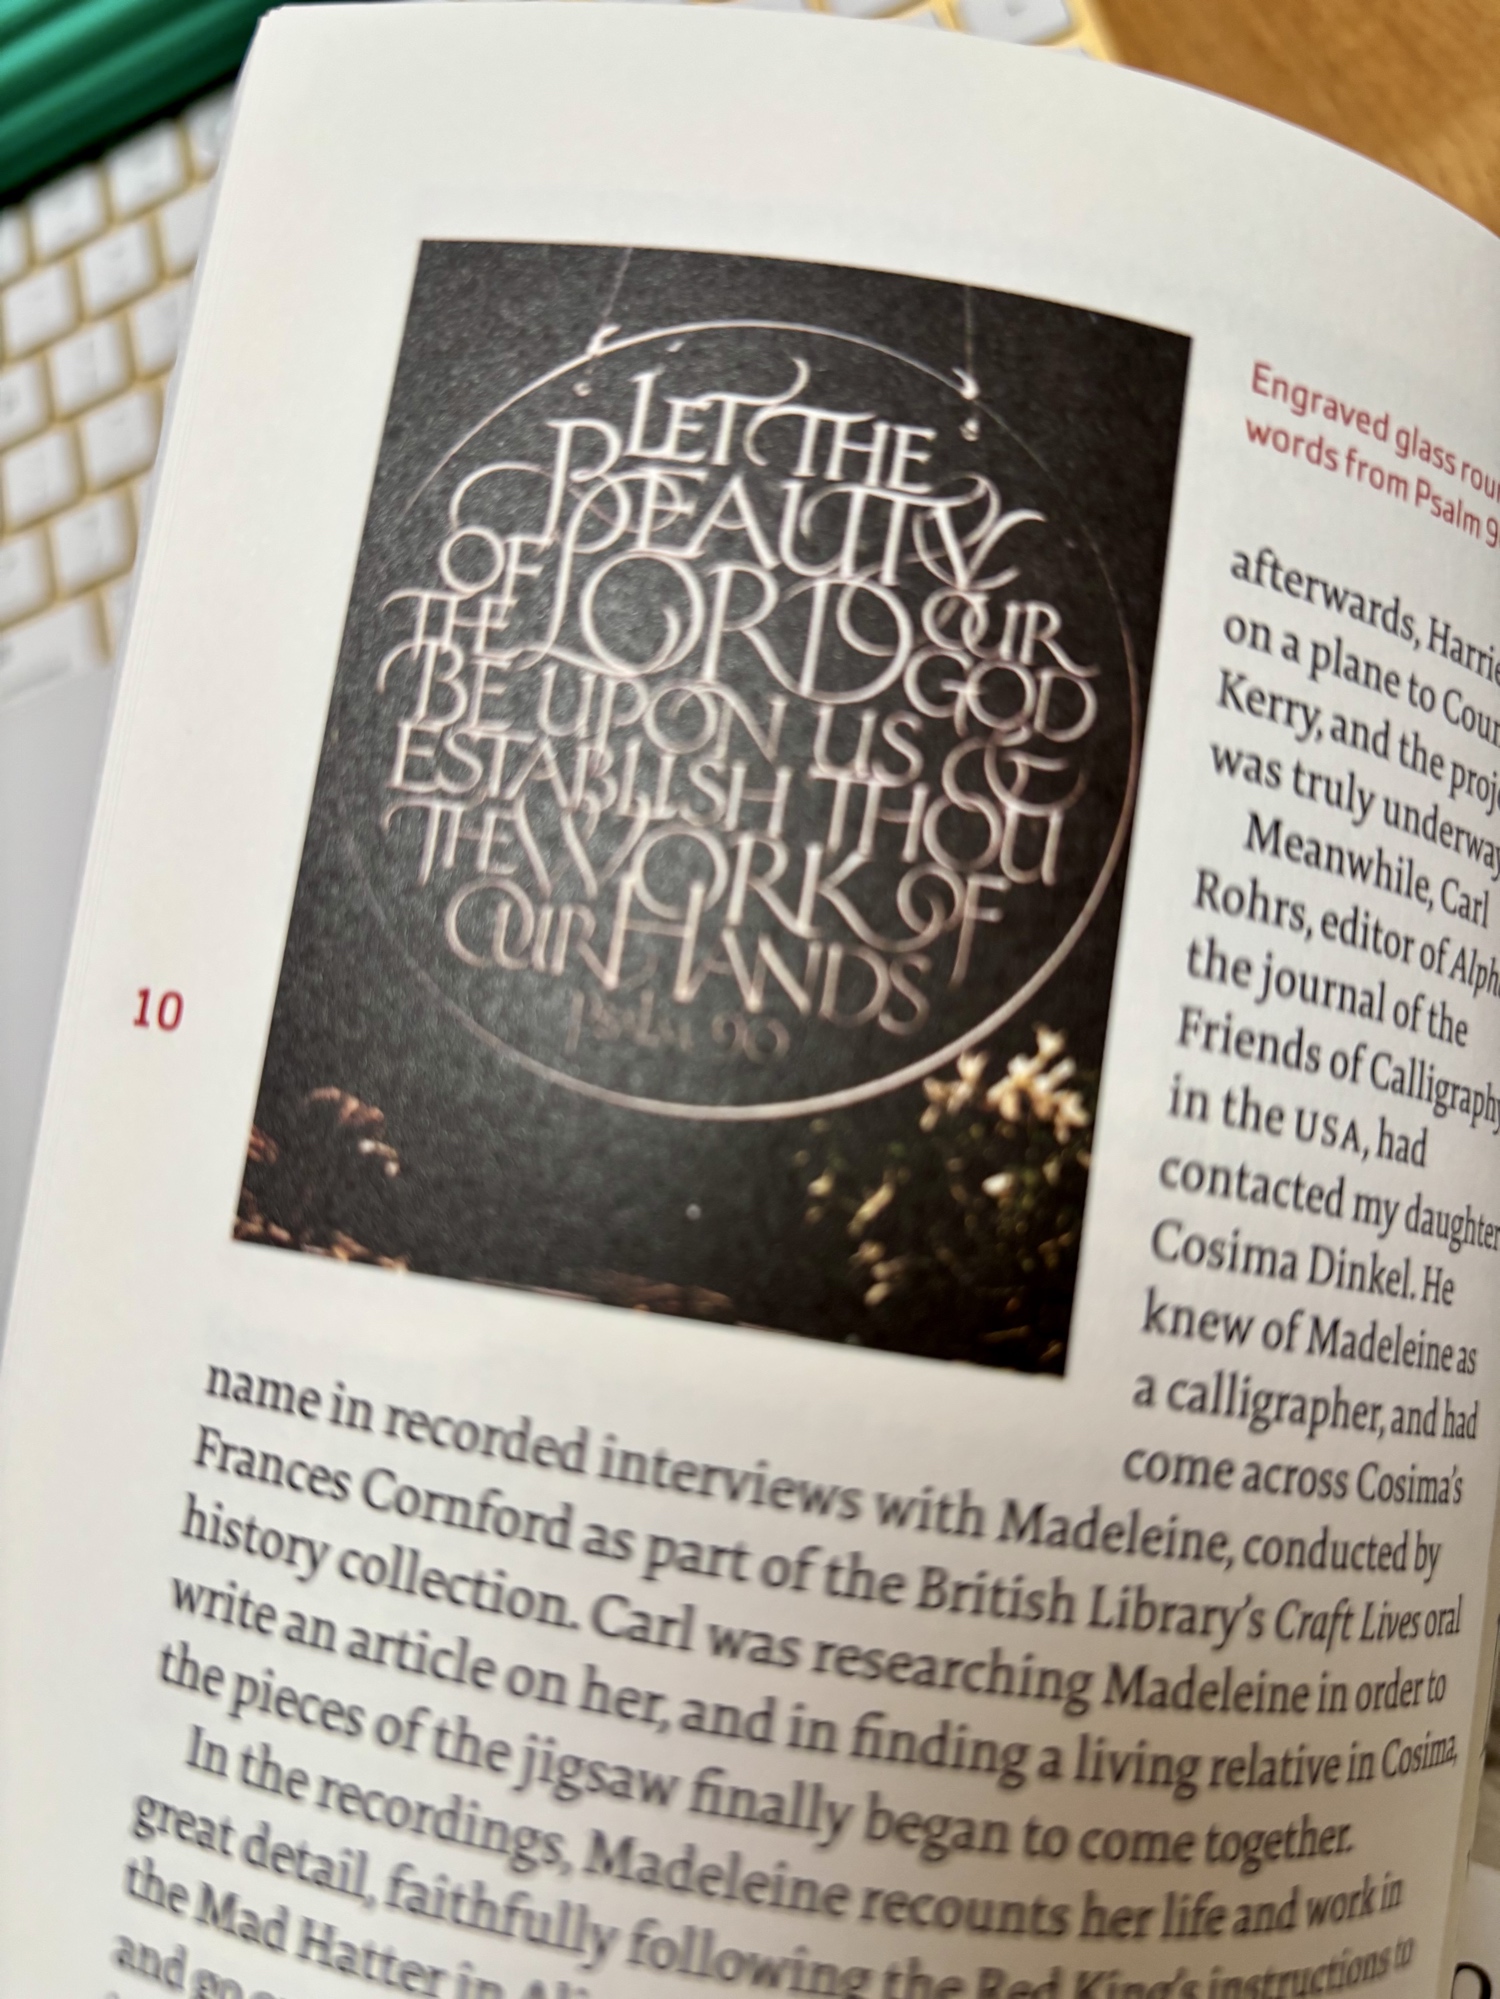 LET THE
BEAUTY
OF THE LORD OUR GOD
BE UPON US &
ESTABLISH THOU
THE WORK OF
OUR HANDS
Psalm 90
Engraved glass
words from Psalm
10
afterwards,
on a plane to
Kerry, and the
was truly
Meanwhile, Carl
Rohrs, editor of
the journal of the
Friends of
in the USA, had
contacted my daughter
Cosima Dinkel. He
knew of Madeleine as
a calligrapher, and had
come across Cosima's
name in recorded interviews with Madeleine, conducted by
Frances Cornford as part of the British Library's Craft Lives oral
history collection. Carl was researching Madeleine in order to
write an article on her, and in finding a living relative in Cosima,
the pieces of the jigsaw finally began to come together.
In the recordings, Madeleine recounts her life and work in
great detail, faithfully following the Red King's instructions to
the Mad Hatter in
and